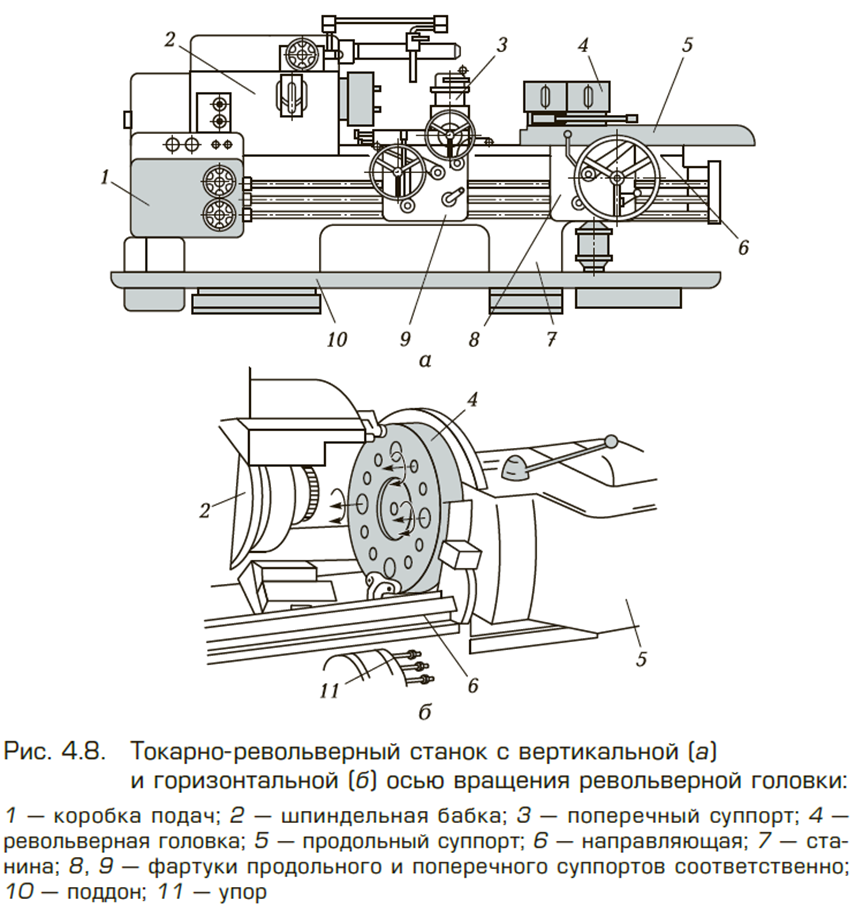 2
3
4
5
1
6
10
9
8
7
а
4
2
11
6
5
б
Рис. 4.8. Токарно-револьверный станок с вертикальной (а)
и горизонтальной (б) осью вращения револьверной головки:
1 — коробка подач; 2 — шпиндельная бабка; 3 — поперечный суппорт; 4 —
револьверная головка; 5 — продольный суппорт; 6 — направляющая; 7 — ста-
нина; 8, 9 — фартуки продольного и поперечного суппортов соответственно;
10 — поддон; 11 — упор